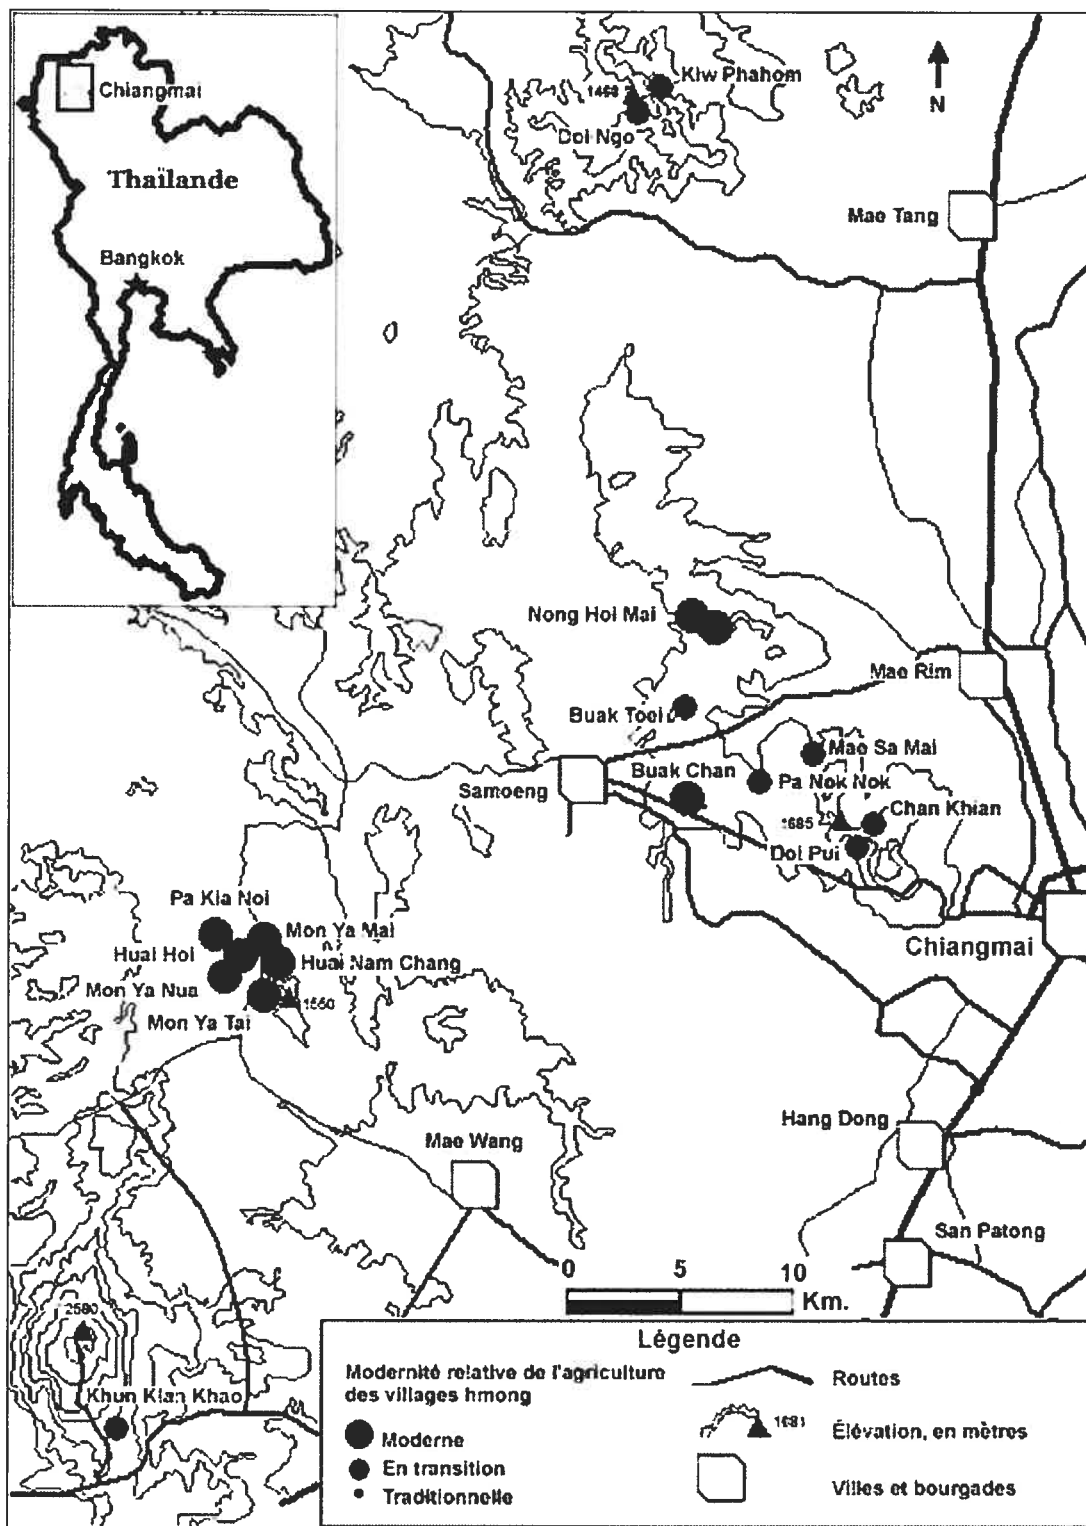 Chiangmai
Thaïlande
Bangkok
Kiw Phahom
1468
Doi Ngo
N
Mae Tang
Nong Hoi Mai
Mae Rim
Buak Toei
Mae Sa Mai
Buak Chan
Pa Nok Nok
Samoeng
1685
Chan Khian
Doi Pui
Pa Kia Noi
Mon Ya Mai
Chiangmai
Huai Hoi
Huai Nam Chang
Mon Ya Nua
1550
Mon Ya Tai
Hang Dong
Mae Wang
San Patong
0 5 10
Km.
2580
Khun Klan Khao
Légende
Modernité relative de l'agriculture
des villages hmong
Moderne
En transition
Traditionnelle
Routes
1681
Élévation, en mètres
Villes et bourgades